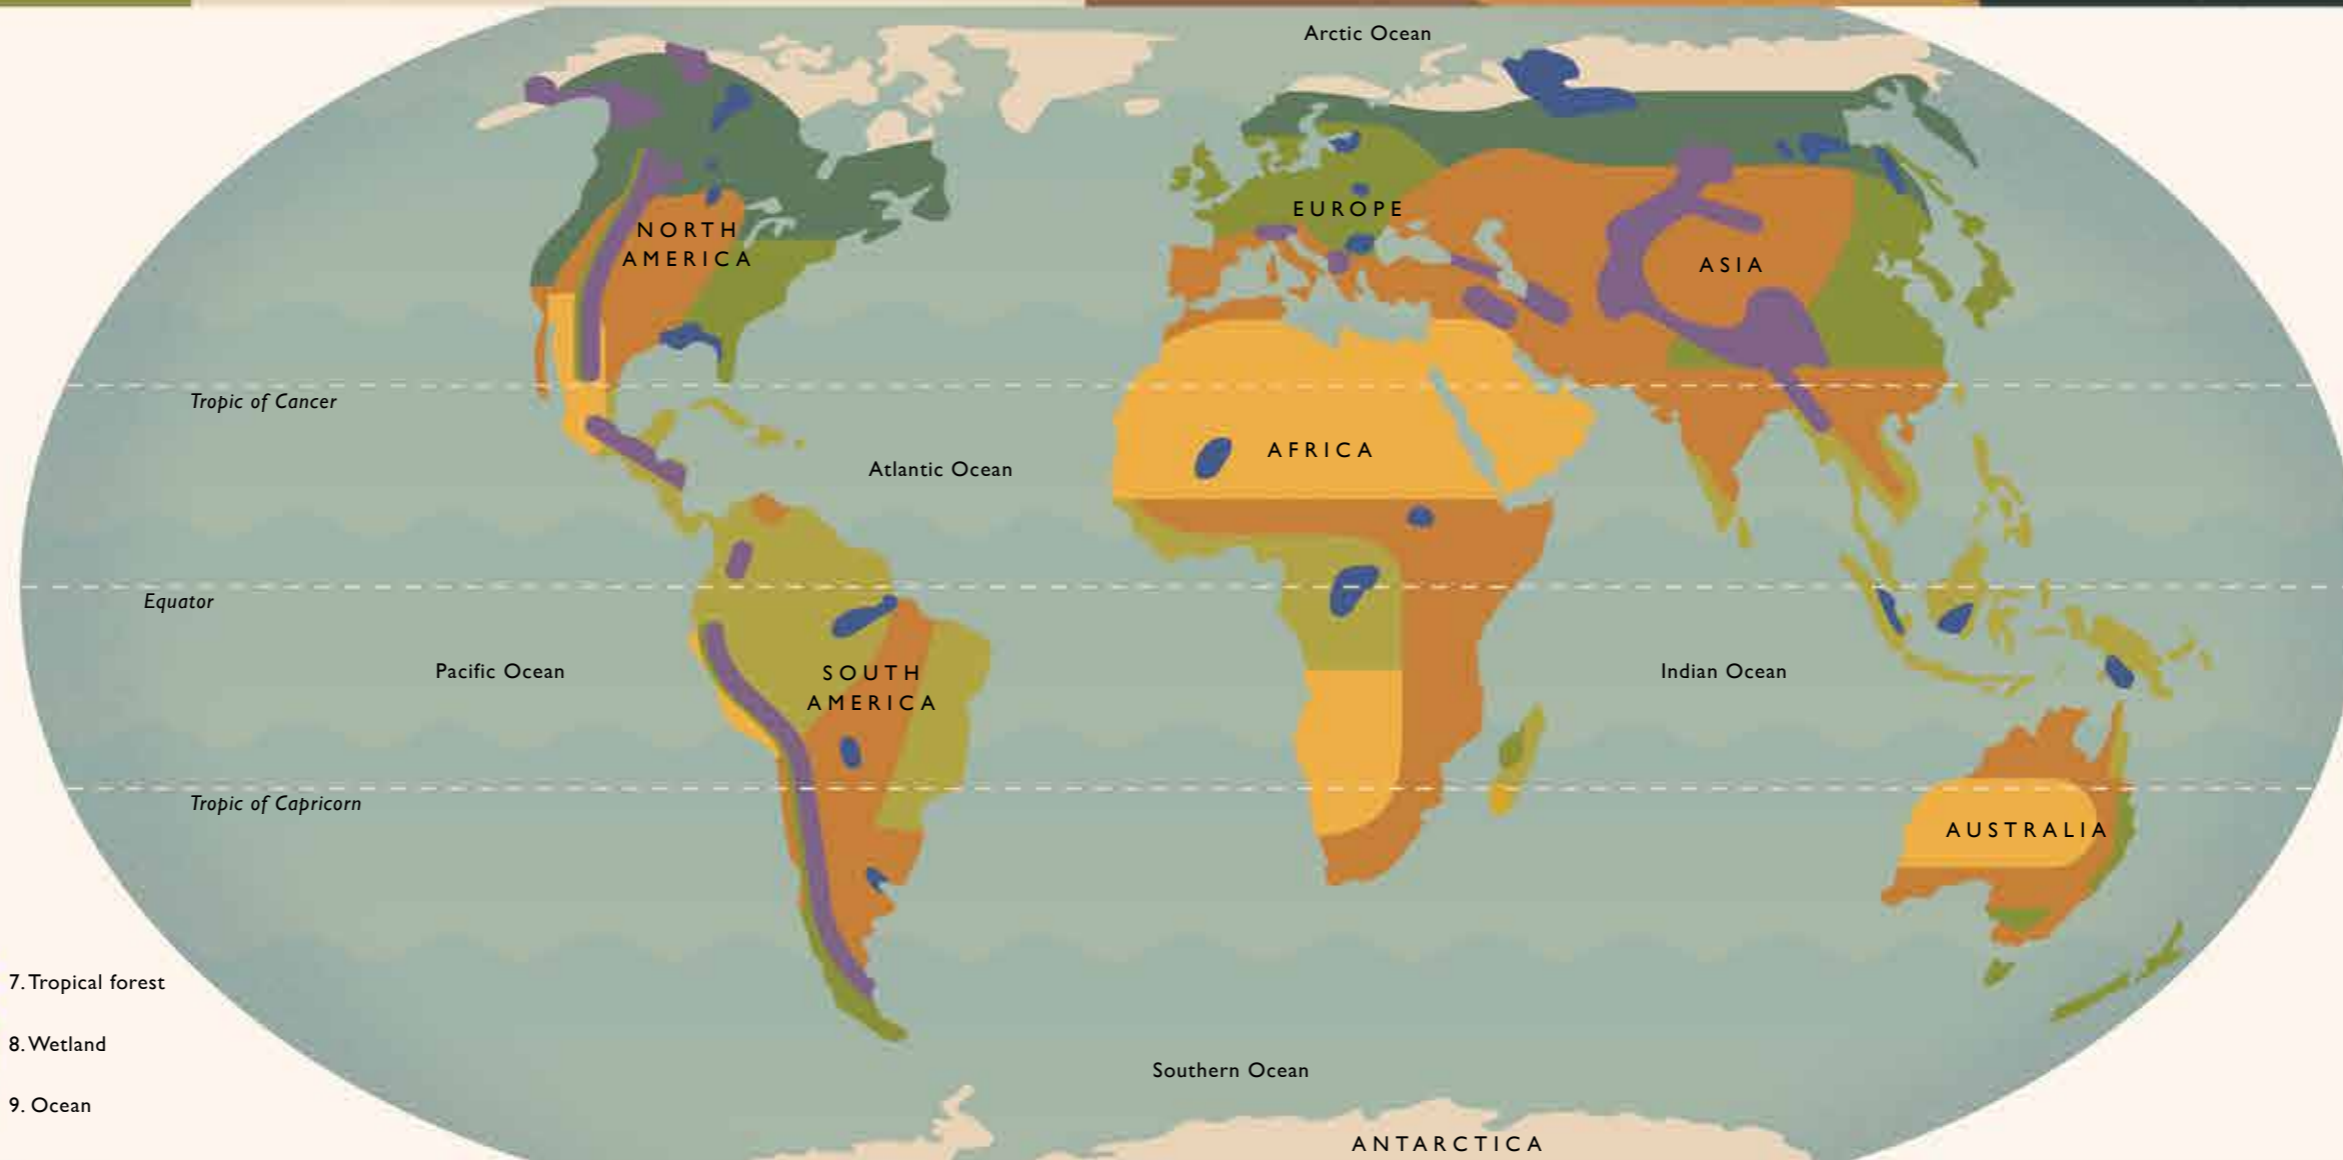 Arctic Ocean
NORTH
AMERICA
EUROPE
ASIA
Tropic of Cancer
Atlantic Ocean
AFRICA
Equator
Pacific Ocean
SOUTH
AMERICA
Indian Ocean
Tropic of Capricorn
AUSTRALIA
7. Tropical forest
8. Wetland
9. Ocean
Southern Ocean
ANTARCTICA